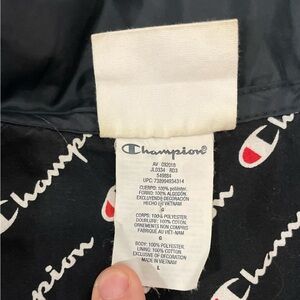 Champion
AV 092018
JL0334 RD3
549884
UPC: 738994934314
CUERPO: 100% poliéster,
FORRO: 100% ALGODÓN.
EXCLUYENDO DECORACIÓN
HECHO EN VIETNAM
G
CORPS: 100% POLYESTER,
DOUBLURE: 100% COTON
ORNEMENTS NON COMPRIS
FABRIQUÉ AU VIÊT-NAM
G
BODY: 100% POLYESTER
LINING: 100% COTTON
EXCLUSIVE OF DECORATION
MADE IN VIETNAM
L
Champion
Champion